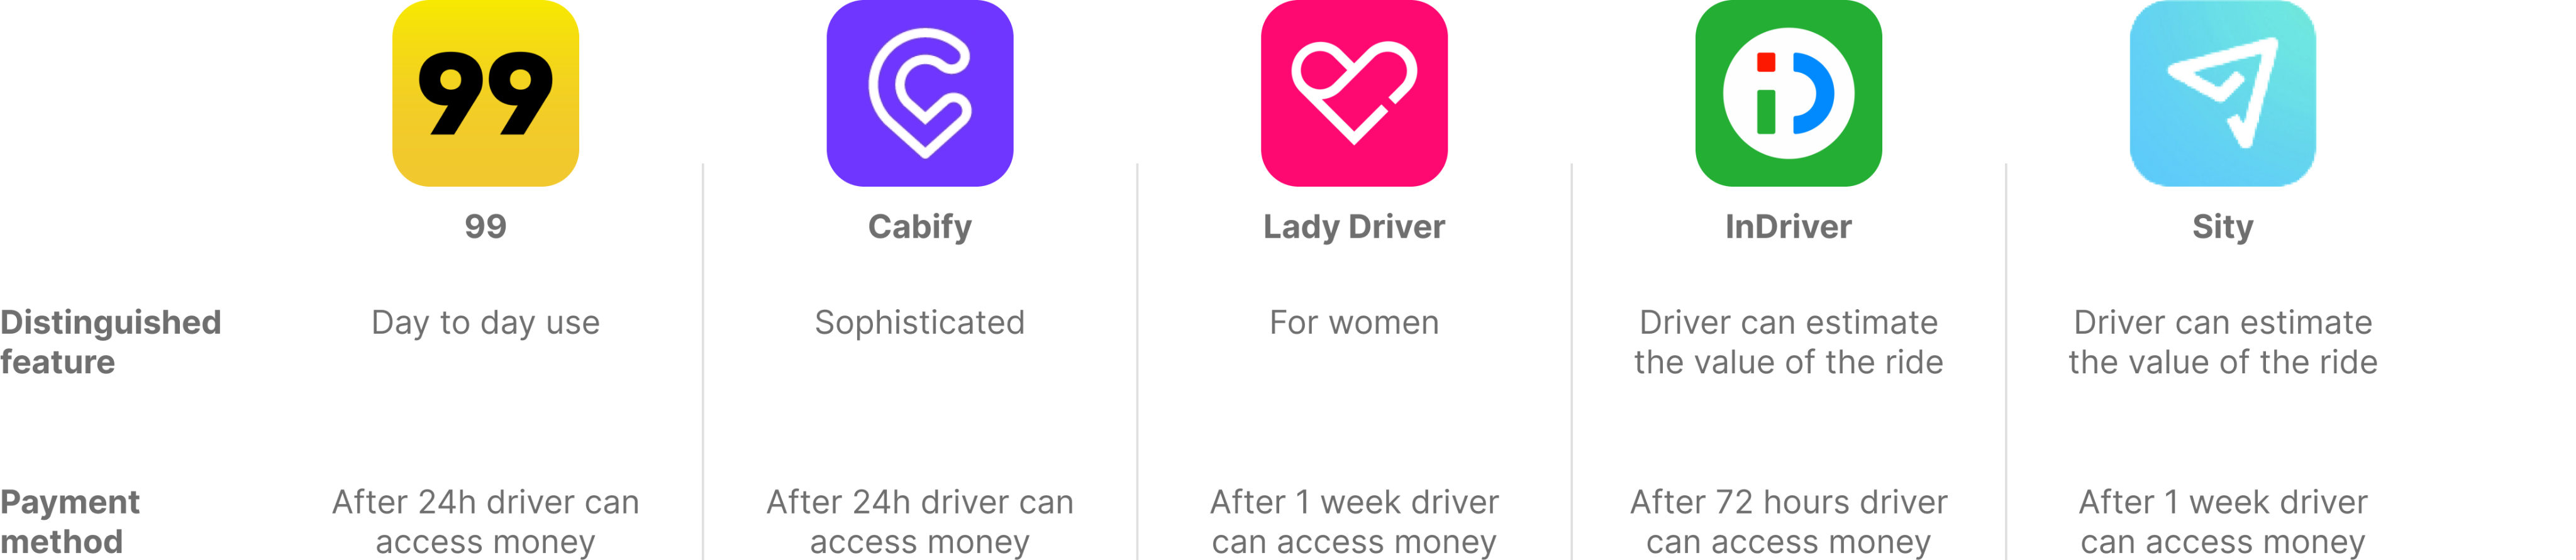 99
iD
99
Cabify
Lady Driver
InDriver
Sity
Distinguished
feature
Day to day use
Sophisticated
For women
Driver can estimate
the value of the ride
Driver can estimate
the value of the ride
Payment
method
After 24h driver can
access money
After 24h driver can
access money
After 1 week driver
can access money
After 72 hours driver
can access money
After 1 week driver
can access money